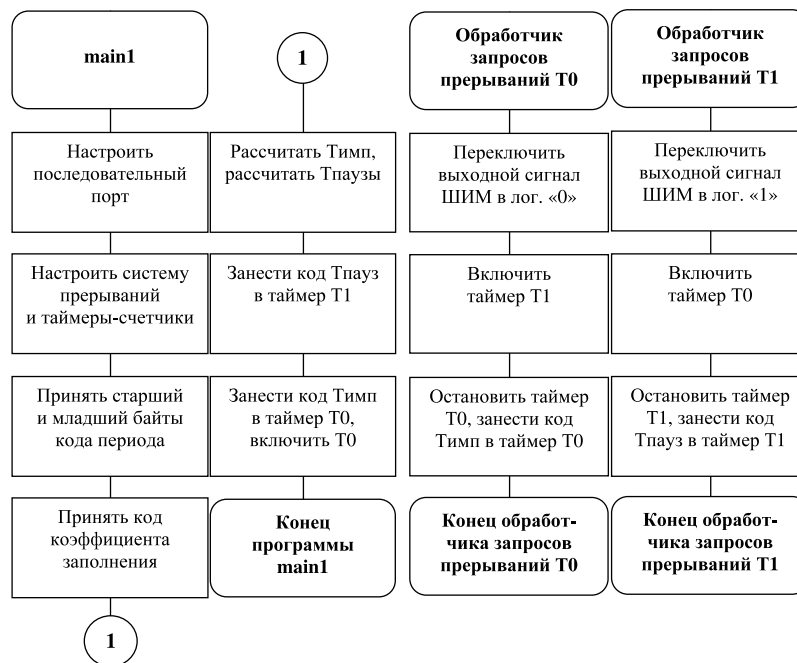 main1
Настроить
последовательный
порт
Настроить систему
прерываний
и таймеры-счетчики
Принять старший
и младший байты
кода периода
Принять код
коэффициента
заполнения
1
1
Рассчитать Тимп,
рассчитать Тпаузы
Занести код Тпауз
в таймер Т1
Занести код Тимп
в таймер Т0,
включить Т0
Конец
программы
main1
Обработчик
запросов
прерываний Т0
Переключить
выходной сигнал
ШИМ в лог. «0»
Включить
таймер Т1
Остановить таймер
Т0, занести код
Тимп в таймер Т0
Конец обработ-
чика запросов
прерываний Т0
Обработчик
запросов
прерываний Т1
Переключить
выходной сигнал
ШИМ в лог. «1»
Включить
таймер Т0
Остановить таймер
Т1, занести код
Тпауз в таймер Т1
Конец обработ-
чика запросов
прерываний Т1